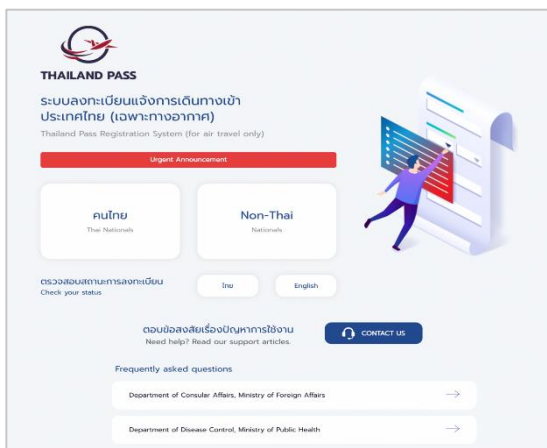 THAILAND PASS
ระบบลงทะเบียนแจ้งการเดินทางเข้า
ประเทศไทย (เฉพาะทางอากาศ)
Thailand Pass Registration System (for air travel only)
Urgent Announcement
คนไทย
Thai Nationals
Non-Thai
Nationals
ตรวจสอบสถานะการลงทะเบียน
Check your status
ไทย
English
ตอบข้อสงสัยเรื่องปัญหาการใช้งาน
Need help? Read our support articles.
CONTACT US
Frequently asked questions
Department of Consular Affairs, Ministry of Foreign Affairs
Department of Disease Control, Ministry of Public Health